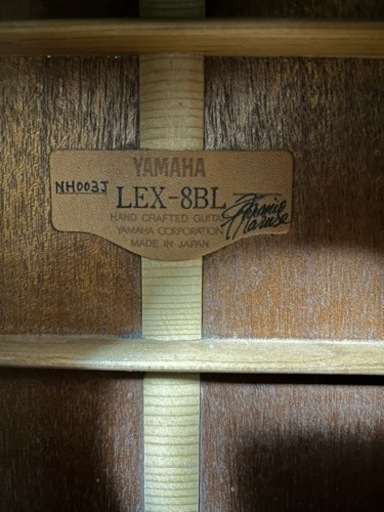 YAMAHA
NH003J LEX-8BL
HAND CRAFTED GUITAR
YAMAHA CORPORATION
MADE IN JAPAN